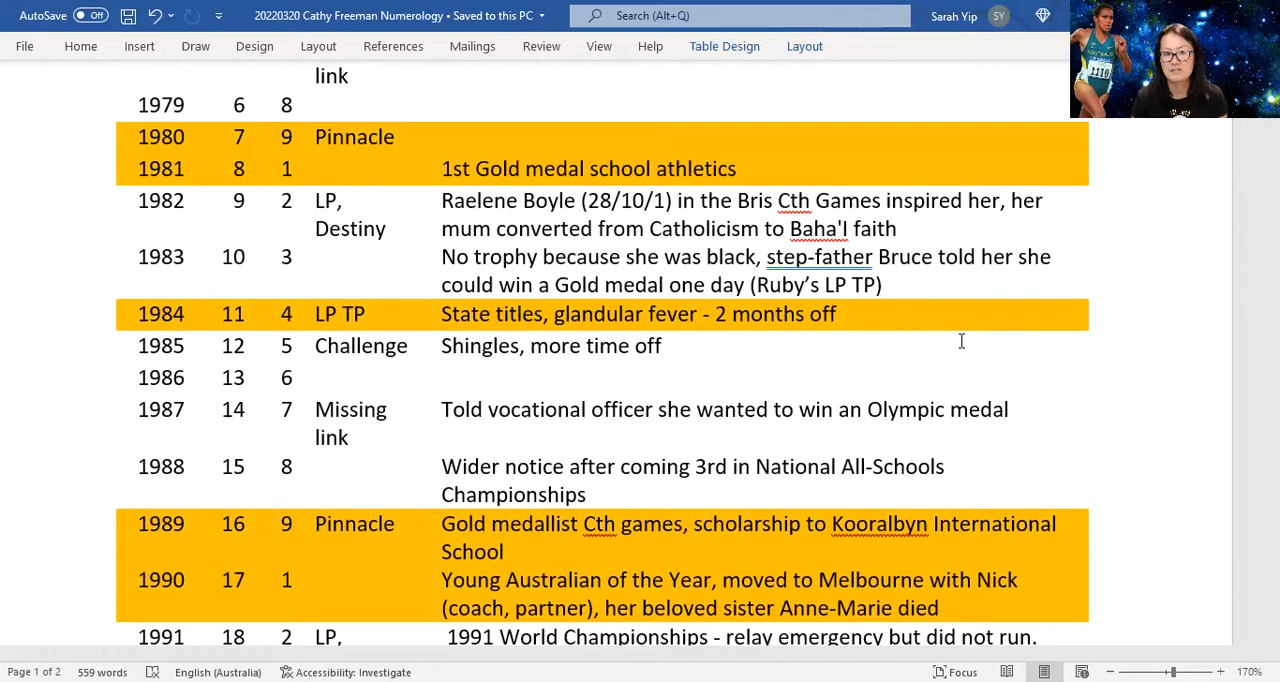 AutoSave Off 20220320 Cathy Freeman Numerology • Saved to this PC Search (Alt+Q) Sarah Yip SY
File Home Insert Draw Design Layout References Mailings Review View Help Table Design Layout
AUSTRALIA
1110
link
1979 6 8
1980 7 9 Pinnacle
1981 8 1 1st Gold medal school athletics
1982 9 2 LP, Raelene Boyle (28/10/1) in the Bris Cth Games inspired her, her
Destiny mum converted from Catholicism to Baha'I faith
1983 10 3 No trophy because she was black, step-father Bruce told her she
could win a Gold medal one day (Ruby’s LP TP)
1984 11 4 LP TP State titles, glandular fever - 2 months off
1985 12 5 Challenge Shingles, more time off
1986 13 6
1987 14 7 Missing Told vocational officer she wanted to win an Olympic medal
link
1988 15 8 Wider notice after coming 3rd in National All-Schools
Championships
1989 16 9 Pinnacle Gold medallist Cth games, scholarship to Kooralbyn International
School
1990 17 1 Young Australian of the Year, moved to Melbourne with Nick
(coach, partner), her beloved sister Anne-Marie died
1991 18 2 LP, 1991 World Championships - relay emergency but did not run.
Page 1 of 2 559 words English (Australia) Accessibility: Investigate Focus 170%